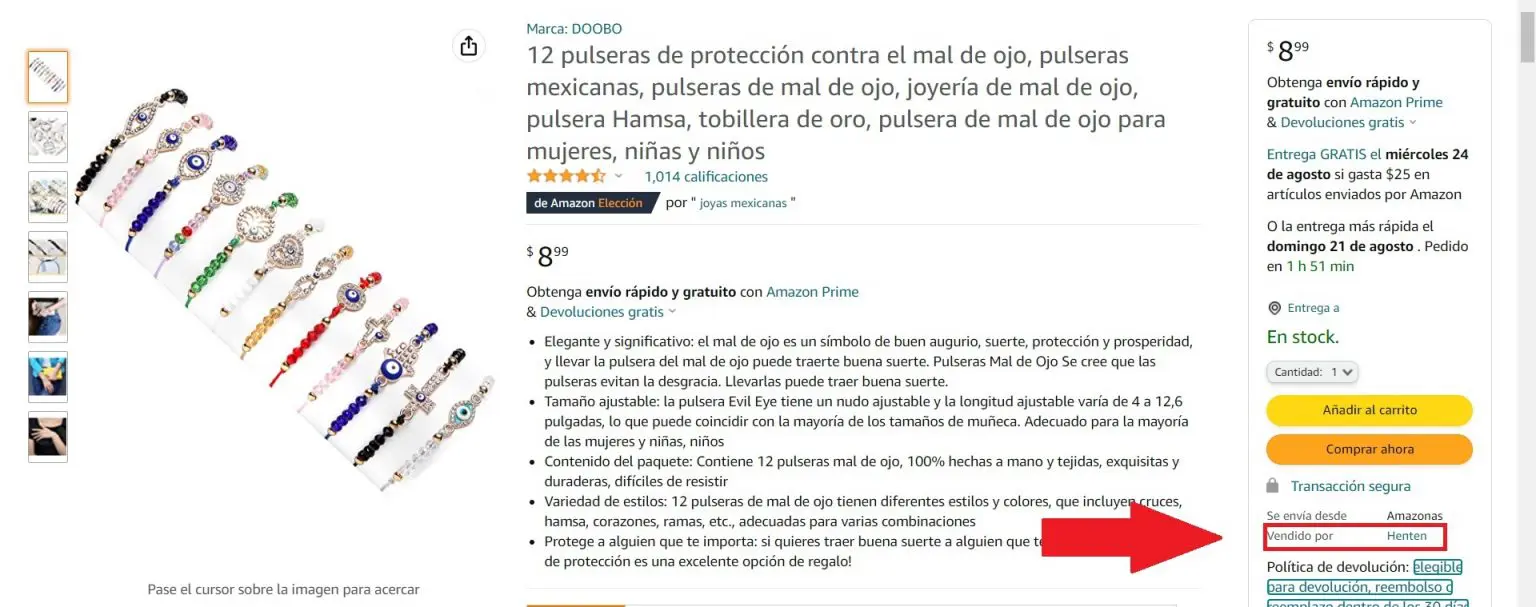 Marca: DOOBO
12 pulseras de protección contra el mal de ojo, pulseras
mexicanas, pulseras de mal de ojo, joyería de mal de ojo,
pulsera Hamsa, tobillera de oro, pulsera de mal de ojo para
mujeres, niñas y niños
1,014 calificaciones
de Amazon Elección por " joyas mexicanas "
$899
Obtenga envío rápido y gratuito con Amazon Prime
& Devoluciones gratis
• Elegante y significativo: el mal de ojo es un símbolo de buen augurio, suerte, protección y prosperidad,
y llevar la pulsera del mal de ojo puede traerte buena suerte. Pulseras Mal de Ojo Se cree que las
pulseras evitan la desgracia. Llevarlas puede traer buena suerte.
• Tamaño ajustable: la pulsera Evil Eye tiene un nudo ajustable y la longitud ajustable varía de 4 a 12,6
pulgadas, lo que puede coincidir con la mayoría de los tamaños de muñeca. Adecuado para la mayoría
de las mujeres y niñas, niños
• Contenido del paquete: Contiene 12 pulseras mal de ojo, 100% hechas a mano y tejidas, exquisitas y
duraderas, difíciles de resistir
• Variedad de estilos: 12 pulseras de mal de ojo tienen diferentes estilos y colores, que incluyen cruces,
hamsa, corazones, ramas, etc., adecuadas para varias combinaciones
• Protege a alguien que te importa: si quieres traer buena suerte a alguien que
de protección es una excelente opción de regalo!
Pase el cursor sobre la imagen para acercar
$899
Obtenga envío rápido y
gratuito con Amazon Prime
& Devoluciones gratis
Entrega GRATIS el miércoles 24
de agosto si gasta $25 en
artículos enviados por Amazon
O la entrega más rápida el
domingo 21 de agosto . Pedido
en 1 h 51 min
Entrega a
En stock.
Cantidad: 1
Añadir al carrito
Comprar ahora
Transacción segura
Se envía desde Amazonas
Vendido por Henten
Política de devolución: elegible
para devolución, reembolso o
reemplazo dentro de los 30 días